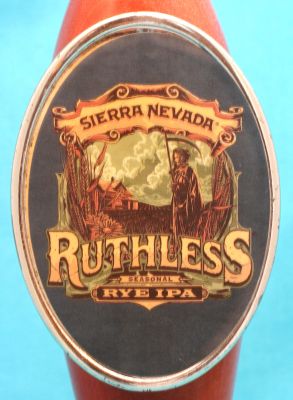 SIERRA NEVADA
RUTHLESS
SEASONAL
RYE IPA